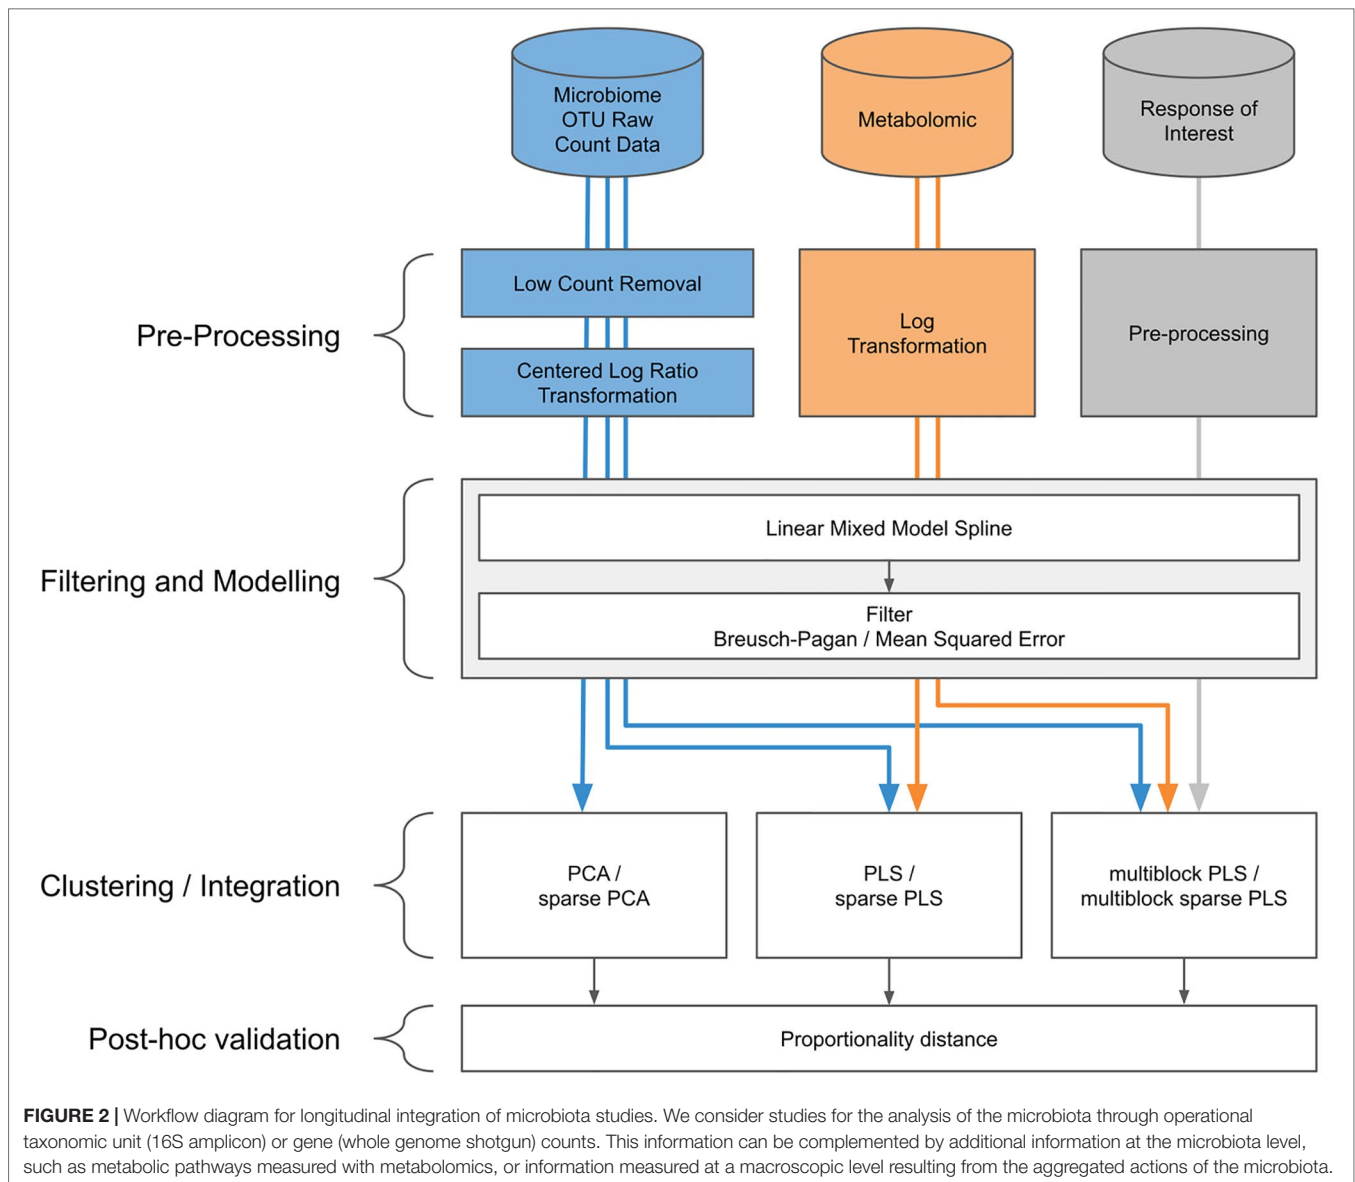 Microbiome
OTU Raw
Count Data
Metabolomic
Response of
Interest
Pre-Processing
Low Count Removal
Centered Log Ratio
Transformation
Log
Transformation
Pre-processing
Filtering and Modelling
Linear Mixed Model Spline
Filter
Breusch-Pagan / Mean Squared Error
Clustering / Integration
PCA /
sparse PCA
PLS /
sparse PLS
multiblock PLS /
multiblock sparse PLS
Post-hoc validation
Proportionality distance
FIGURE 2 | Workflow diagram for longitudinal integration of microbiota studies. We consider studies for the analysis of the microbiota through operational
taxonomic unit (16S amplicon) or gene (whole genome shotgun) counts. This information can be complemented by additional information at the microbiota level,
such as metabolic pathways measured with metabolomics, or information measured at a macroscopic level resulting from the aggregated actions of the microbiota.